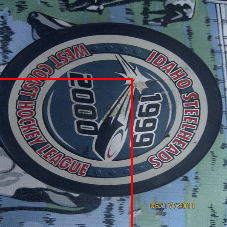 IDAHO STEELHEADS
1999
2000
WEST COAST HOCKEY LEAGUE